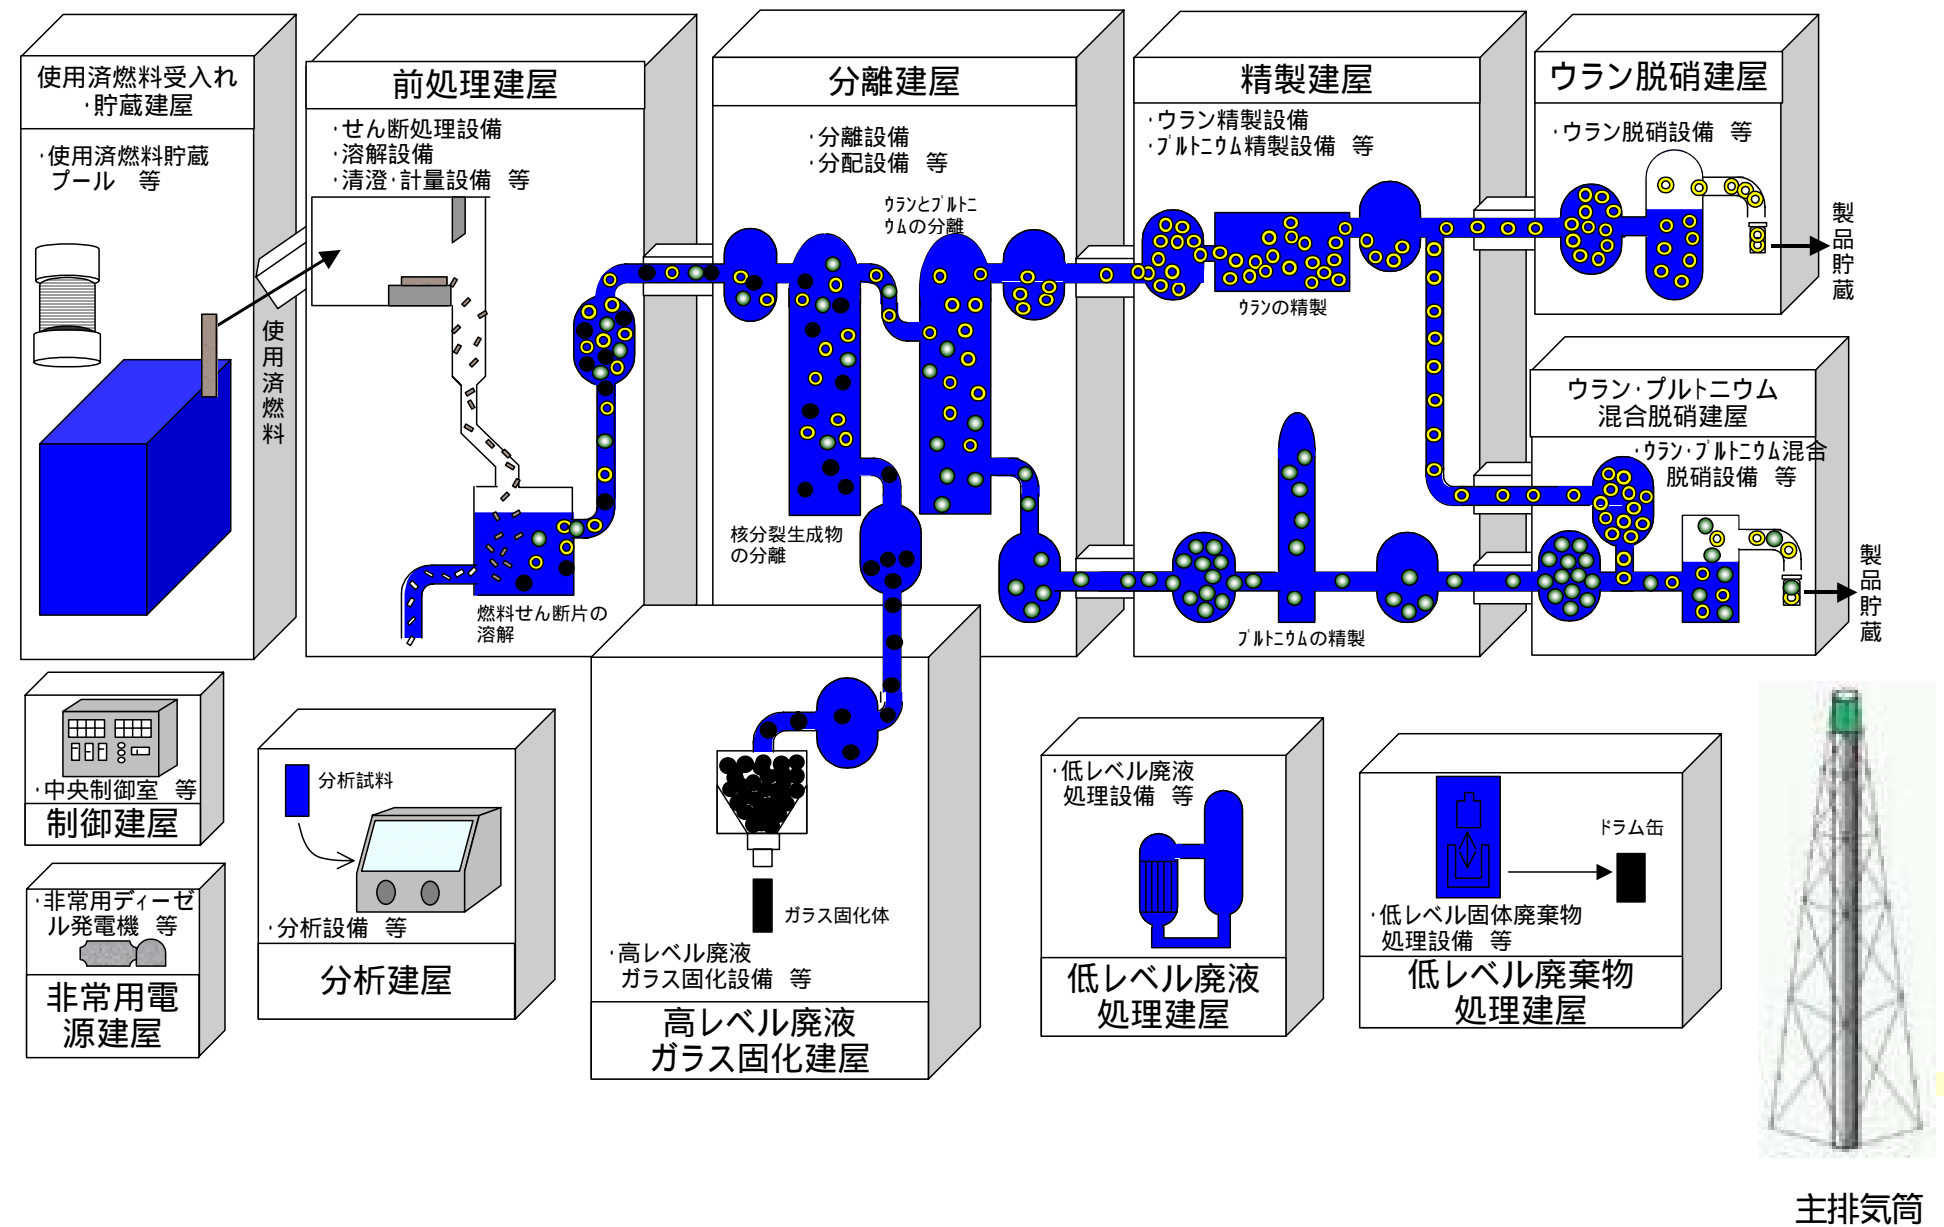 使用済燃料受入れ
・貯蔵建屋
・使用済燃料貯蔵
プール 等
使用済燃料
前処理建屋
・せん断処理設備
・溶解設備
・清澄・計量設備 等
燃料せん断片の
溶解
分離建屋
・分離設備
・分配設備 等
ｳﾗﾝとﾌﾟﾙﾄﾆ
ｳﾑの分離
核分裂生成物
の分離
精製建屋
・ウラン精製設備
・ﾌﾟﾙﾄﾆｳﾑ精製設備 等
ｳﾗﾝの精製
ﾌﾟﾙﾄﾆｳﾑの精製
ウラン脱硝建屋
・ウラン脱硝設備 等
製品貯蔵
ウラン・プルトニウム
混合脱硝建屋
・ｳﾗﾝ・ﾌﾟﾙﾄﾆｳﾑ混合
脱硝設備 等
製品貯蔵
・中央制御室 等
制御建屋
・非常用ディーゼ
ル発電機 等
非常用電
源建屋
分析試料
・分析設備 等
分析建屋
ガラス固化体
・高レベル廃液
ガラス固化設備 等
高レベル廃液
ガラス固化建屋
・低レベル廃液
処理設備 等
低レベル廃液
処理建屋
ドラム缶
・低レベル固体廃棄物
処理設備 等
低レベル廃棄物
処理建屋
主排気筒